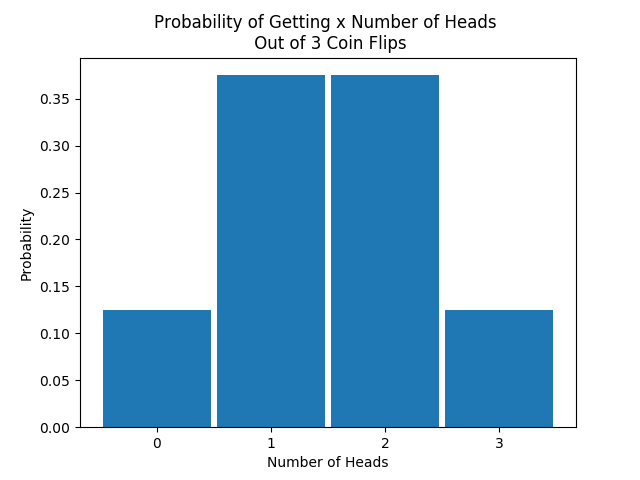 Probability of Getting x Number of Heads
Out of 3 Coin Flips
0.35
0.30
0.25
0.20
0.15
0.10
0.05
0.00
Probability
0 1 2 3
Number of Heads